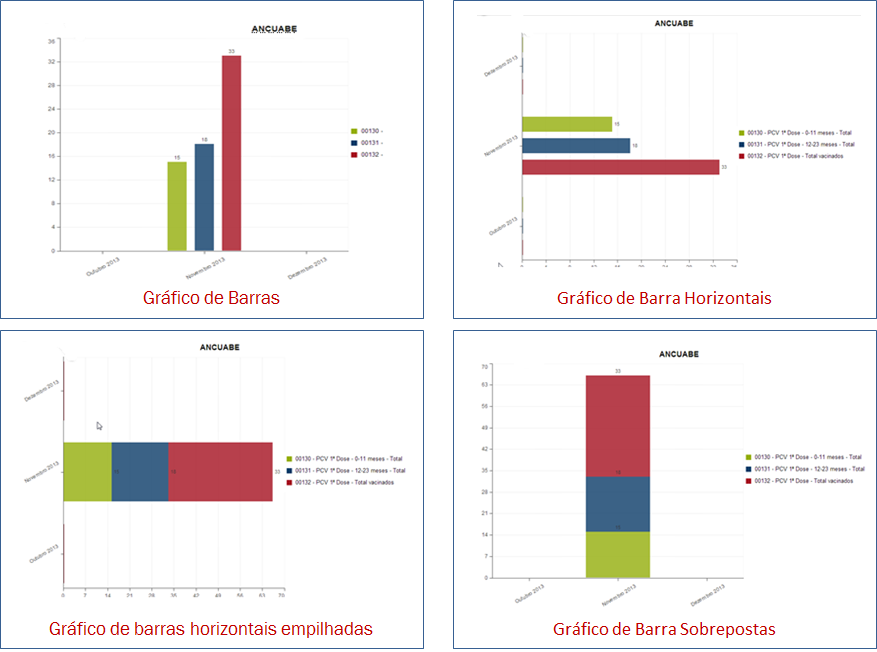 ANCUABE
36
32
28
24
20
16
12
8
4
0
15
18
33
Outubro 2013
Novembro 2013
Dezembro 2013
00130 -
00131 -
00132 -
Gráfico de Barras
ANCUABE
Dezembro 2013
Novembro 2013
Outubro 2013
15
18
33
00130 - PCV 1ª Dose - 0-11 meses - Total
00131 - PCV 1ª Dose - 12-23 meses - Total
00132 - PCV 1ª Dose - Total vacinados
Gráfico de Barra Horizontais
ANCUABE
Dezembro 2013
Novembro 2013
Outubro 2013
33
0 7 14 21 28 35 42 49 56 63 70
00130 - PCV 1ª Dose - 0-11 meses - Total
00131 - PCV 1ª Dose - 12-23 meses - Total
00132 - PCV 1ª Dose - Total vacinados
Gráfico de barras horizontais empilhadas
ANCUABE
70
63
56
49
42
35
28
21
14
7
0
33
18
15
Outubro 2013
Novembro 2013
Dezembro 2013
00130 - PCV 1ª Dose - 0-11 meses - Total
00131 - PCV 1ª Dose - 12-23 meses - Total
00132 - PCV 1ª Dose - Total vacinados
Gráfico de Barra Sobrepostas